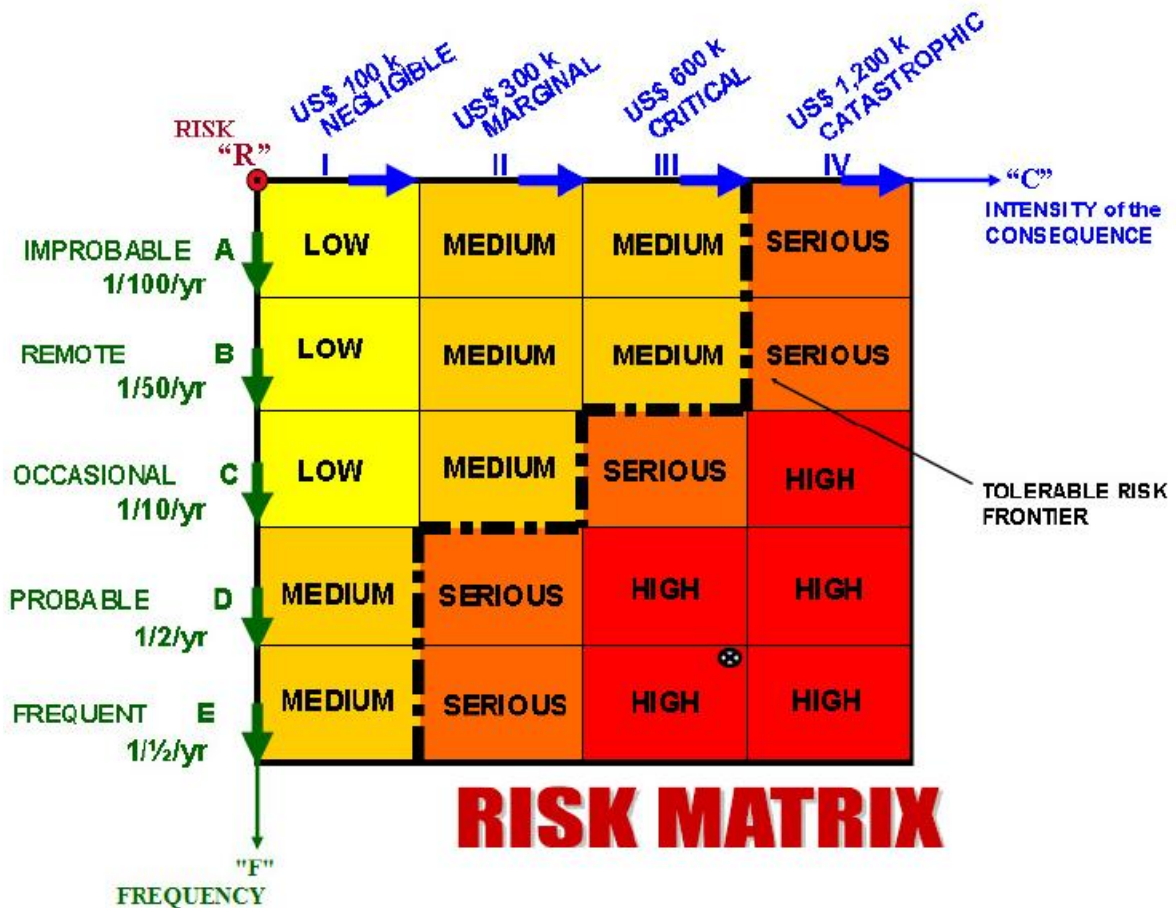 US$ 100 k
NEGLIGIBLE
US$ 300 k
MARGINAL
US$ 600 k
CRITICAL
US$ 1,200 k
CATASTROPHIC
RISK
“R”
I
II
III
IV
“C”
INTENSITY of the
CONSEQUENCE
IMPROBABLE A
1/100/yr
LOW MEDIUM MEDIUM SERIOUS
REMOTE B
1/50/yr
LOW MEDIUM MEDIUM SERIOUS
OCCASIONAL C
1/10/yr
LOW MEDIUM SERIOUS HIGH
TOLERABLE RISK
FRONTIER
PROBABLE D
1/2/yr
MEDIUM SERIOUS HIGH HIGH
FREQUENT E
1/½/yr
MEDIUM SERIOUS HIGH HIGH
RISK MATRIX
"F"
FREQUENCY